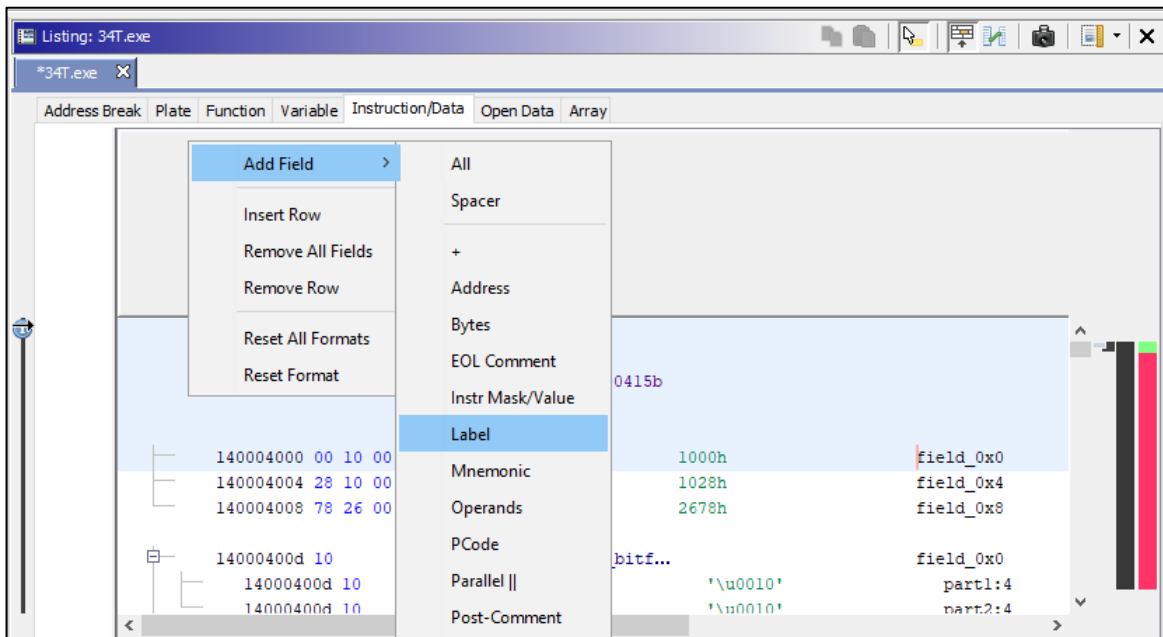 Listing: 34T.exe
*34T.exe
Address Break Plate Function Variable Instruction/Data Open Data Array
Add Field
Insert Row
Remove All Fields
Remove Row
Reset All Formats
Reset Format
All
Spacer
+
Address
Bytes
EOL Comment
Instr Mask/Value
Label
Mnemonic
Operands
PCode
Parallel ||
Post-Comment
0415b
140004000 00 10 00 1000h field_0x0
140004004 28 10 00 1028h field_0x4
140004008 78 26 00 2678h field_0x8
14000400d 10 _bitf... field_0x0
14000400d 10 '\u0010' part1:4
14000400d 10 '\u0010' part2:4